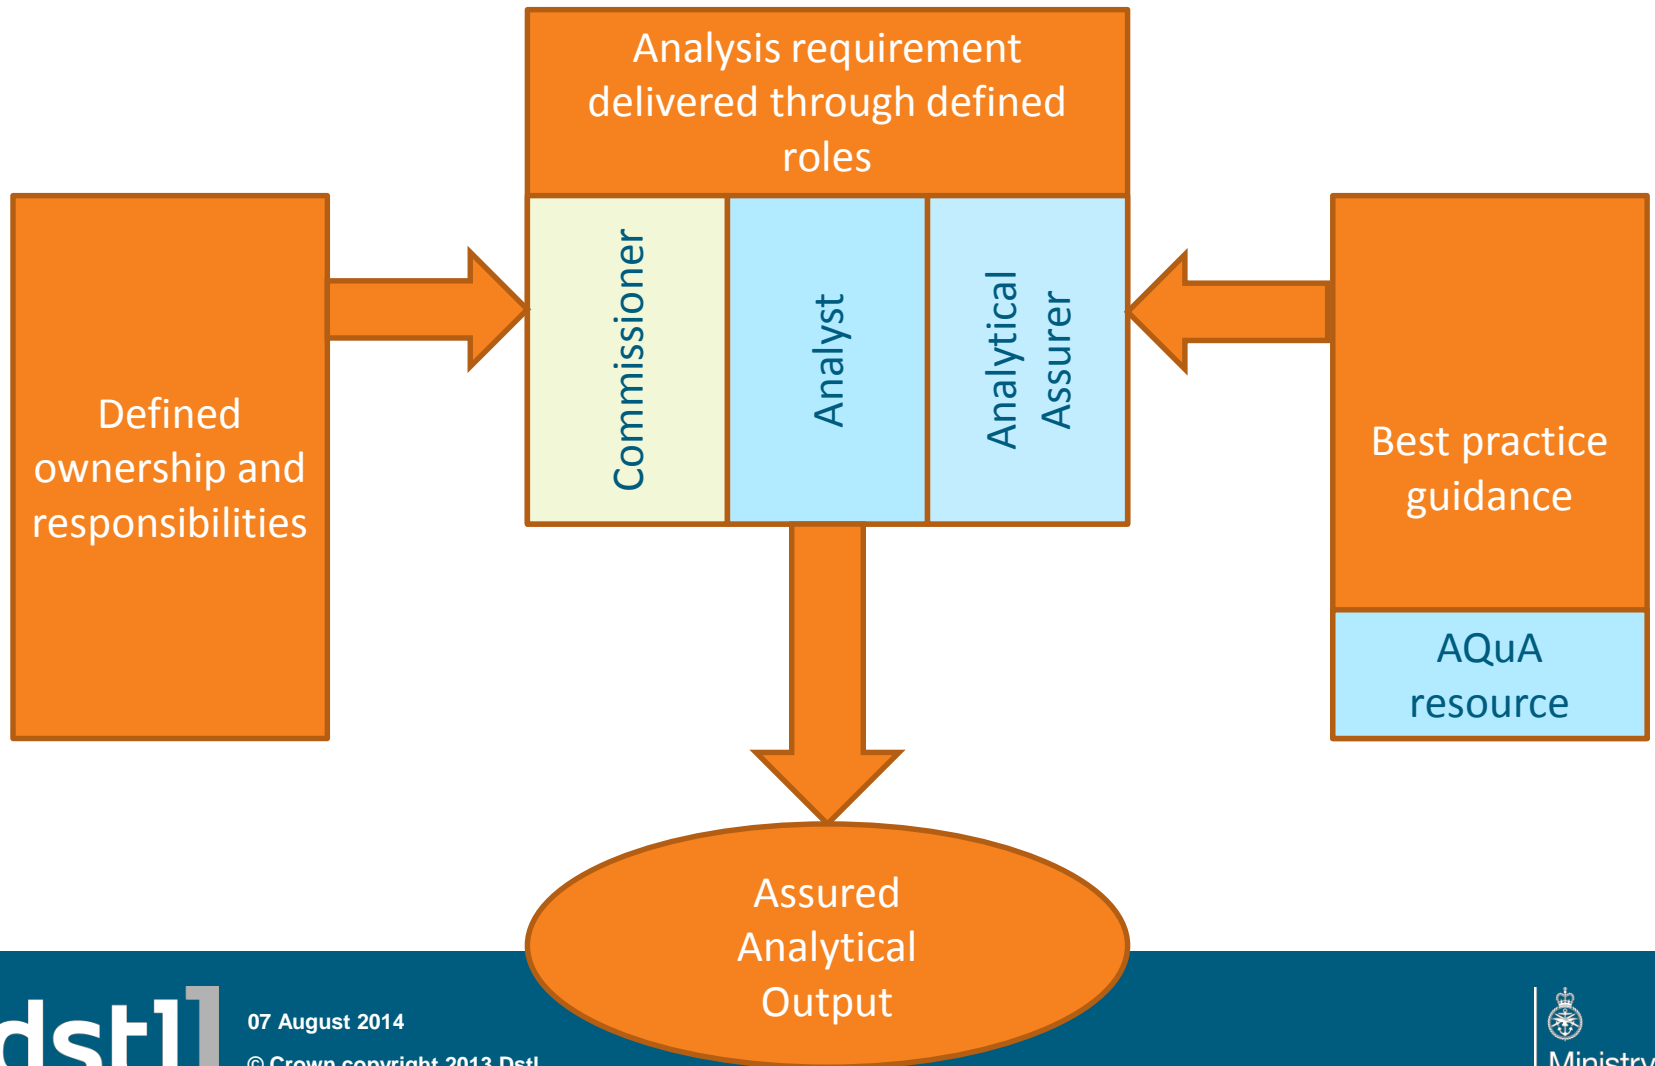 Analysis requirement
delivered through defined
roles
Commissioner
Analyst
Analytical
Assurer
Defined
ownership and
responsibilities
Best practice
guidance
AQuA
resource
Assured
Analytical
Output
dstl
07 August 2014
© Crown copyright 2013 Dstl
Ministry